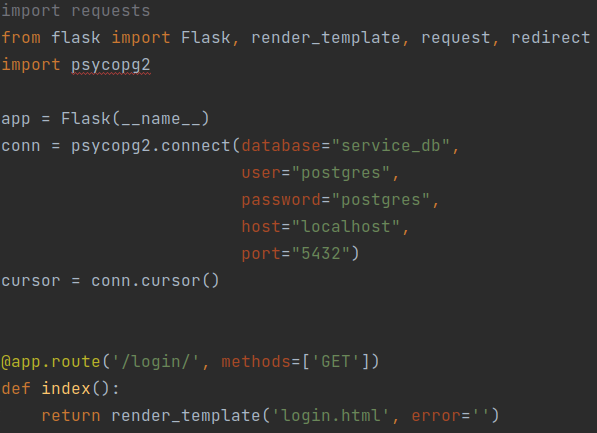 import requests
from flask import Flask, render_template, request, redirect
import psycopg2
app = Flask(__name__)
conn = psycopg2.connect(database="service_db",
user="postgres",
password="postgres",
host="localhost",
port="5432")
cursor = conn.cursor()
@app.route('/login/', methods=['GET'])
def index():
return render_template('login.html', error='')